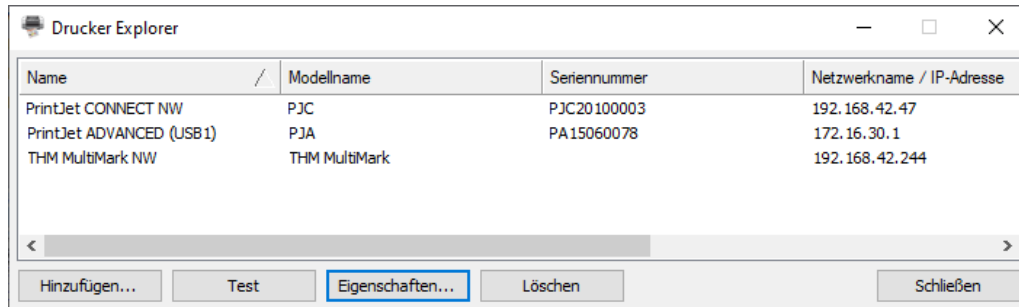 Drucker Explorer
Name Modellname Seriennummer Netzwerkname / IP-Adresse
PrintJet CONNECT NW PJC PJC20100003 192.168.42.47
PrintJet ADVANCED (USB1) PJA PA15060078 172.16.30.1
THM MultiMark NW THM MultiMark 192.168.42.244
Hinzufügen... Test Eigenschaften... Löschen Schließen